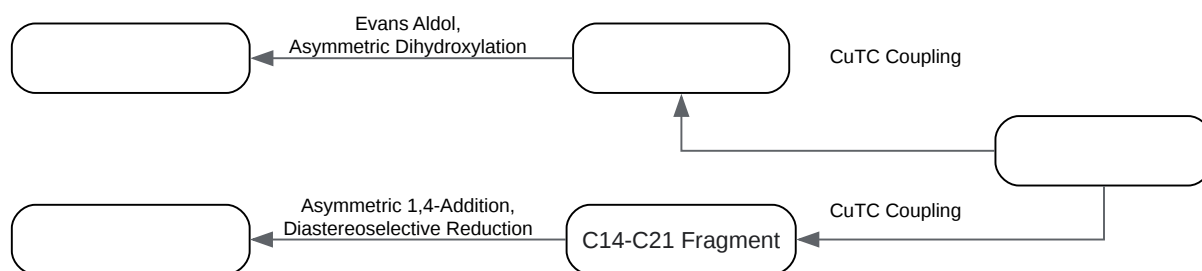 Evans Aldol,
Asymmetric Dihydroxylation
CuTC Coupling
Asymmetric 1,4-Addition,
Diastereoselective Reduction
C14-C21 Fragment
CuTC Coupling